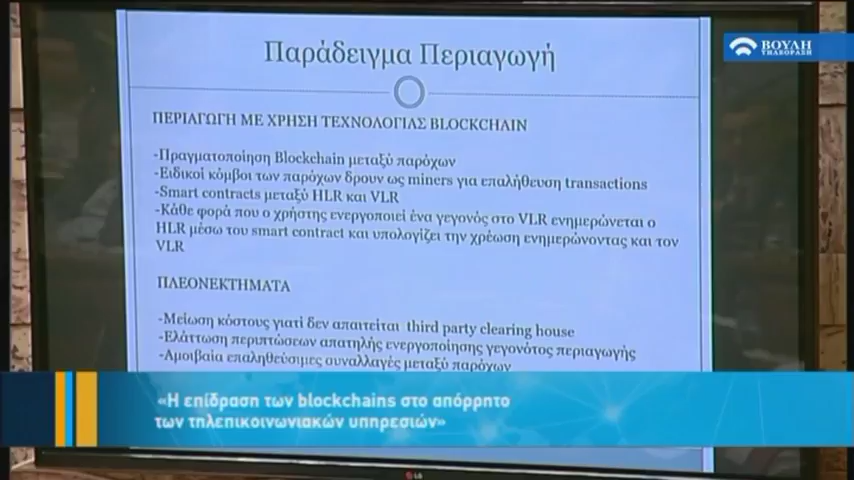 Παράδειγμα Περιαγωγή
ΒΟΥΛΗ
ΤΗΛΕΟΡΑΣΗ
ΠΕΡΙΑΓΩΓΗ ΜΕ ΧΡΗΣΗ ΤΕΧΝΟΛΟΓΙΑΣ BLOCKCHAIN
-Πραγματοποίηση Blockchain μεταξύ παρόχων
-Ειδικοί κόμβοι των παρόχων δρουν ως miners για επαλήθευση transactions
-Smart contracts μεταξύ HLR και VLR
-Κάθε φορά που ο χρήστης ενεργοποιεί ένα γεγονός στο VLR ενημερώνεται ο
HLR μέσω του smart contract και υπολογίζει την χρέωση ενημερώνοντας και τον
VLR
ΠΛΕΟΝΕΚΤΗΜΑΤΑ
-Μείωση κόστους γιατί δεν απαιτείται third party clearing house
-Ελάττωση περιπτώσεων απατηλής ενεργοποίησης γεγονότος περιαγωγής
-Αμοιβαία επαληθεύσιμες συναλλαγές μεταξύ παρόχων
«Η επίδραση των blockchains στο απόρρητο
των τηλεπικοινωνιακών υπηρεσιών»
LG